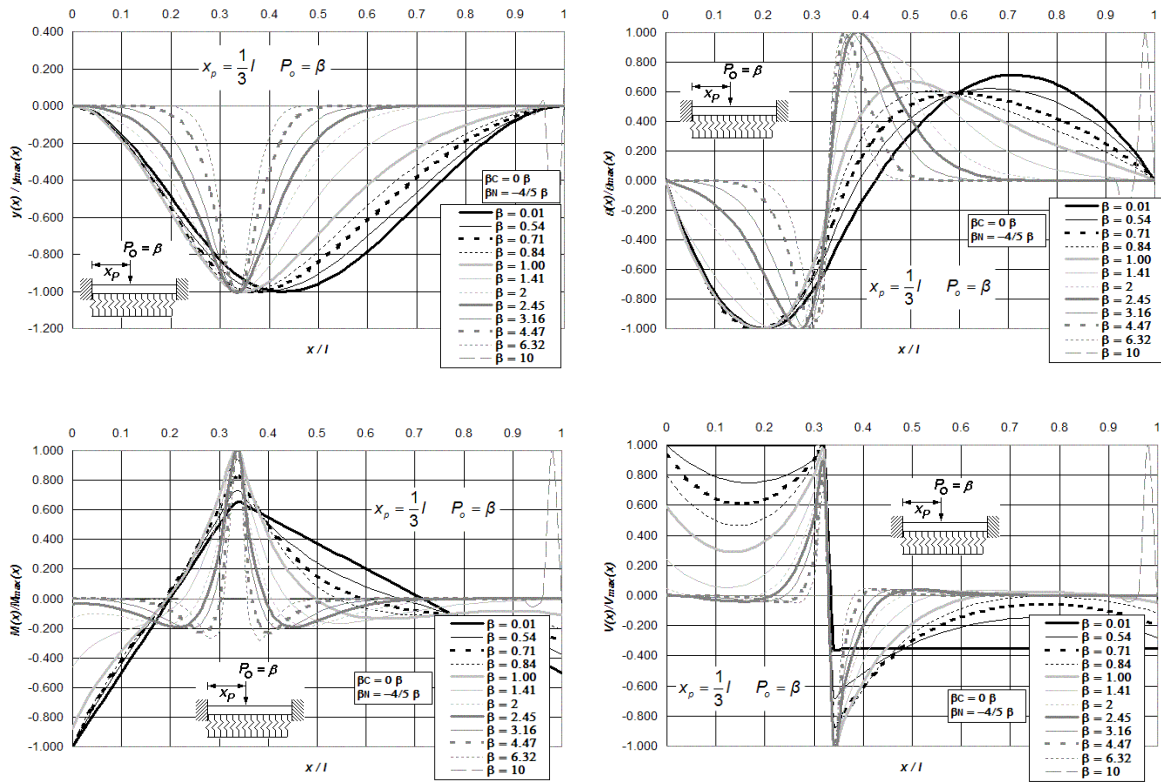 0 0.1 0.2 0.3 0.4 0.5 0.6 0.7 0.8 0.9 1
0.400
0.200
0.000
-0.200
-0.400
-0.600
-0.800
-1.000
-1.200
y(x) / ymax(x)
x / l
xp = 1/3 l Po = β
Po = β
xP
βC = 0 β
βN = −4/5 β
β = 0.01
β = 0.54
β = 0.71
β = 0.84
β = 1.00
β = 1.41
β = 2
β = 2.45
β = 3.16
β = 4.47
β = 6.32
β = 10
0 0.1 0.2 0.3 0.4 0.5 0.6 0.7 0.8 0.9 1
1.000
0.800
0.600
0.400
0.200
0.000
-0.200
-0.400
-0.600
-0.800
-1.000
x / l
Po = β
xP
xp = 1/3 l Po = β
βC = 0 β
βN = −4/5 β
β = 0.01
β = 0.54
β = 0.71
β = 0.84
β = 1.00
β = 1.41
β = 2
β = 2.45
β = 3.16
β = 4.47
β = 6.32
β = 10
0 0.1 0.2 0.3 0.4 0.5 0.6 0.7 0.8 0.9 1
1.000
0.800
0.600
0.400
0.200
0.000
-0.200
-0.400
-0.600
-0.800
-1.000
M(x)/Mmax(x)
x / l
xp = 1/3 l Po = β
Po = β
xP
βC = 0 β
βN = −4/5 β
β = 0.01
β = 0.54
β = 0.71
β = 0.84
β = 1.00
β = 1.41
β = 2
β = 2.45
β = 3.16
β = 4.47
β = 6.32
β = 10
0 0.1 0.2 0.3 0.4 0.5 0.6 0.7 0.8 0.9 1
1.000
0.800
0.600
0.400
0.200
0.000
-0.200
-0.400
-0.600
-0.800
-1.000
V(x)/Vmax(x)
x / l
Po = β
xP
xp = 1/3 l Po = β
βC = 0 β
βN = −4/5 β
β = 0.01
β = 0.54
β = 0.71
β = 0.84
β = 1.00
β = 1.41
β = 2
β = 2.45
β = 3.16
β = 4.47
β = 6.32
β = 10